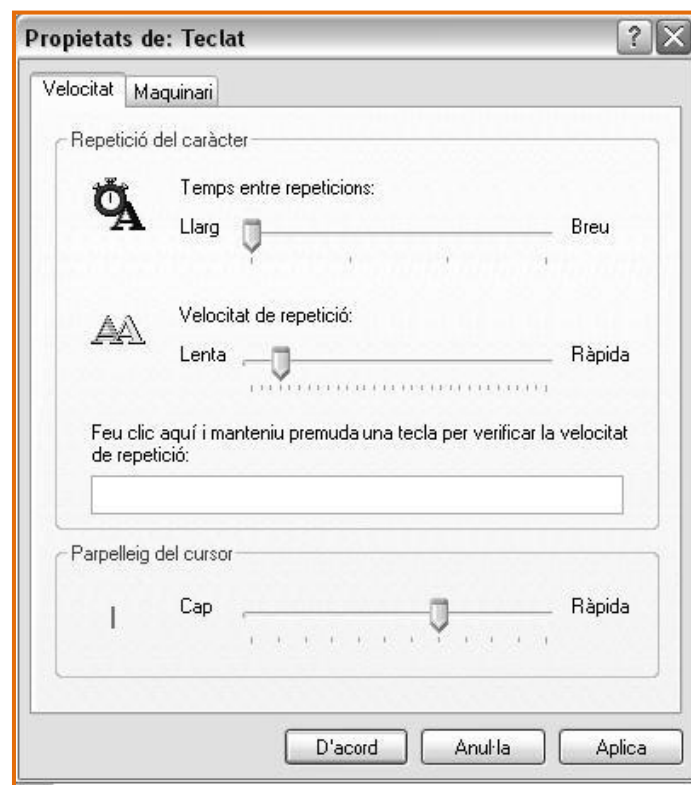 Propietats de: Teclat
Velocitat
Maquinari
Repetició del caràcter
Temps entre repeticions:
Llarg
Breu
Velocitat de repetició:
Lenta
Ràpida
Feu clic aquí i manteniu premuda una tecla per verificar la velocitat
de repetició:
Parpelleig del cursor
Cap
Ràpida
D'acord
Anul·la
Aplica